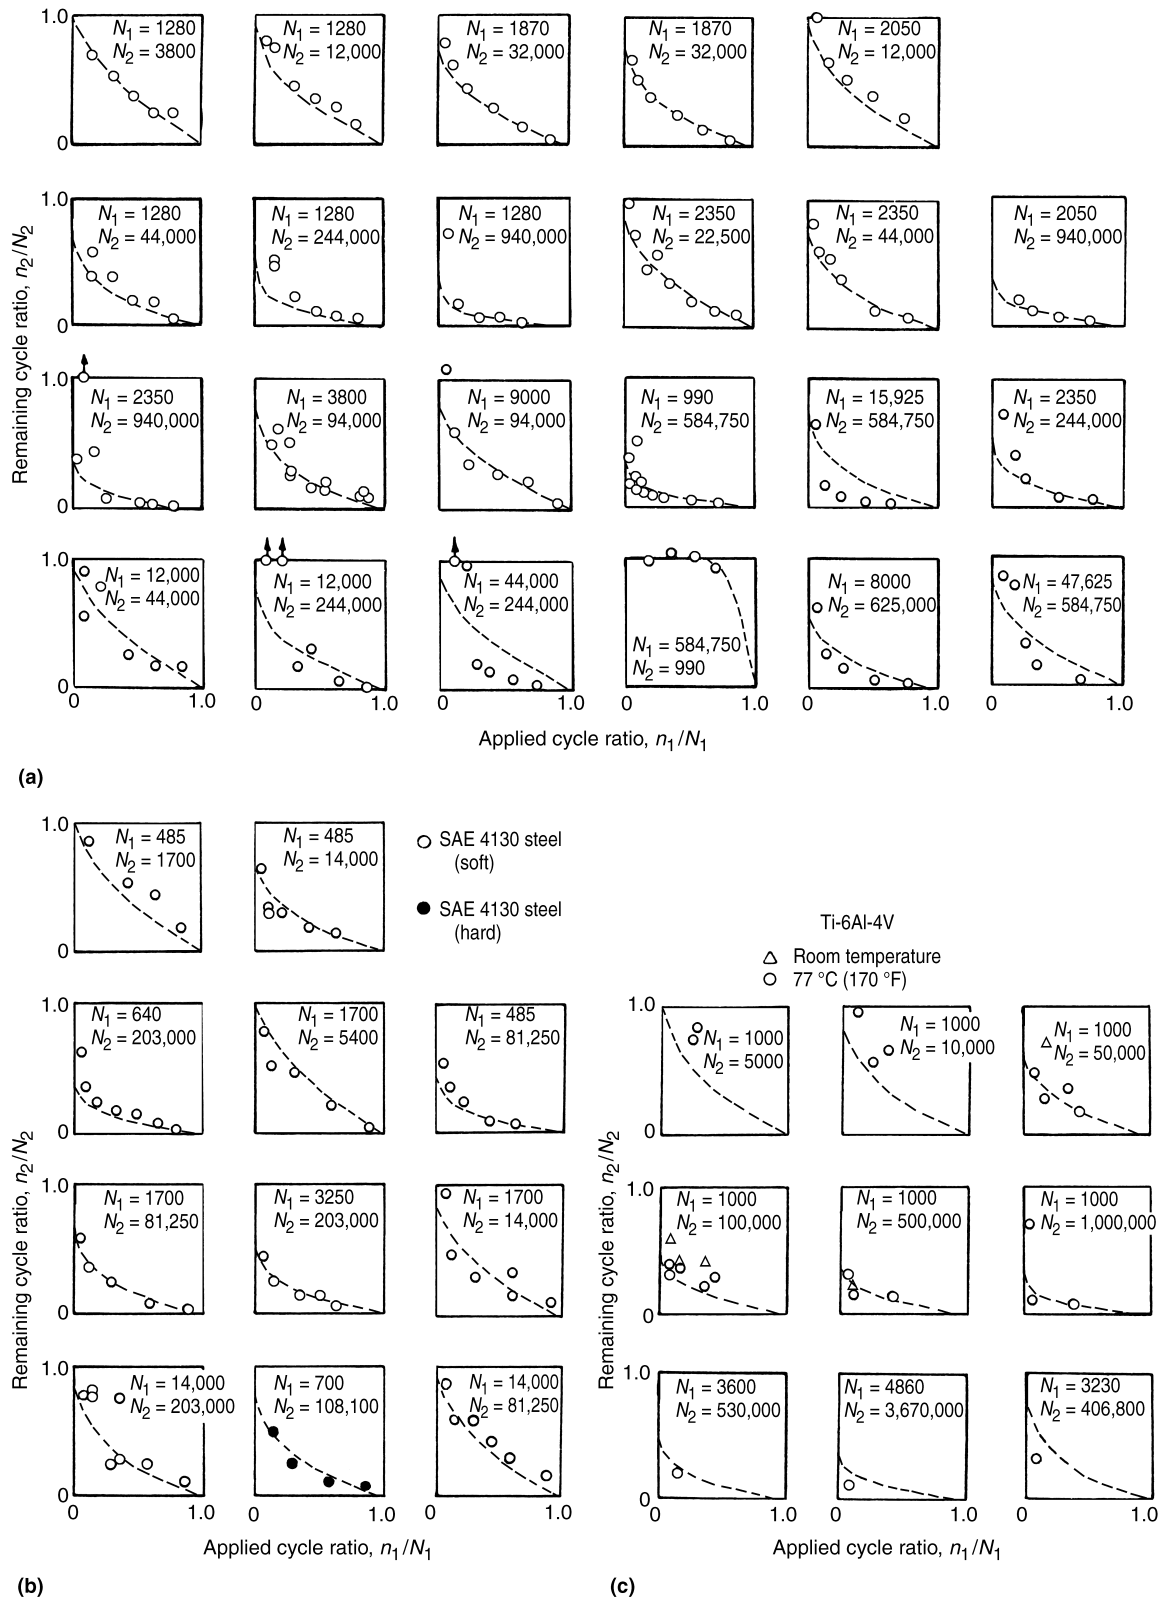 (a)
1.0
N1 = 1280
N2 = 3800
0
N1 = 1280
N2 = 12,000
N1 = 1870
N2 = 32,000
N1 = 1870
N2 = 32,000
N1 = 2050
N2 = 12,000
Remaining cycle ratio, n2/N2
1.0
N1 = 1280
N2 = 44,000
0
N1 = 1280
N2 = 244,000
N1 = 1280
N2 = 940,000
N1 = 2350
N2 = 22,500
N1 = 2350
N2 = 44,000
N1 = 2050
N2 = 940,000
1.0
N1 = 2350
N2 = 940,000
0
N1 = 3800
N2 = 94,000
N1 = 9000
N2 = 94,000
N1 = 990
N2 = 584,750
N1 = 15,925
N2 = 584,750
N1 = 2350
N2 = 244,000
1.0
N1 = 12,000
N2 = 44,000
0
N1 = 12,000
N2 = 244,000
N1 = 44,000
N2 = 244,000
N1 = 584,750
N2 = 990
N1 = 8000
N2 = 625,000
N1 = 47,625
N2 = 584,750
0 1.0 0 1.0 0 1.0 0 1.0 0 1.0 0 1.0
Applied cycle ratio, n1/N1
(a)
1.0
N1 = 485
N2 = 1700
0
N1 = 485
N2 = 14,000
SAE 4130 steel
(soft)
SAE 4130 steel
(hard)
Remaining cycle ratio, n2/N2
1.0
N1 = 640
N2 = 203,000
0
N1 = 1700
N2 = 5400
N1 = 485
N2 = 81,250
1.0
N1 = 1700
N2 = 81,250
0
N1 = 3250
N2 = 203,000
N1 = 1700
N2 = 14,000
1.0
N1 = 14,000
N2 = 203,000
0
N1 = 700
N2 = 108,100
N1 = 14,000
N2 = 81,250
0 1.0 0 1.0 0 1.0
Applied cycle ratio, n1/N1
(b)
Ti-6Al-4V
Room temperature
77 °C (170 °F)
Remaining cycle ratio, n2/N2
1.0
N1 = 1000
N2 = 5000
0
N1 = 1000
N2 = 10,000
N1 = 1000
N2 = 50,000
1.0
N1 = 1000
N2 = 100,000
0
N1 = 1000
N2 = 500,000
N1 = 1000
N2 = 1,000,000
1.0
N1 = 3600
N2 = 530,000
0
N1 = 4860
N2 = 3,670,000
N1 = 3230
N2 = 406,800
0 1.0 0 1.0 0 1.0
Applied cycle ratio, n1/N1
(c)